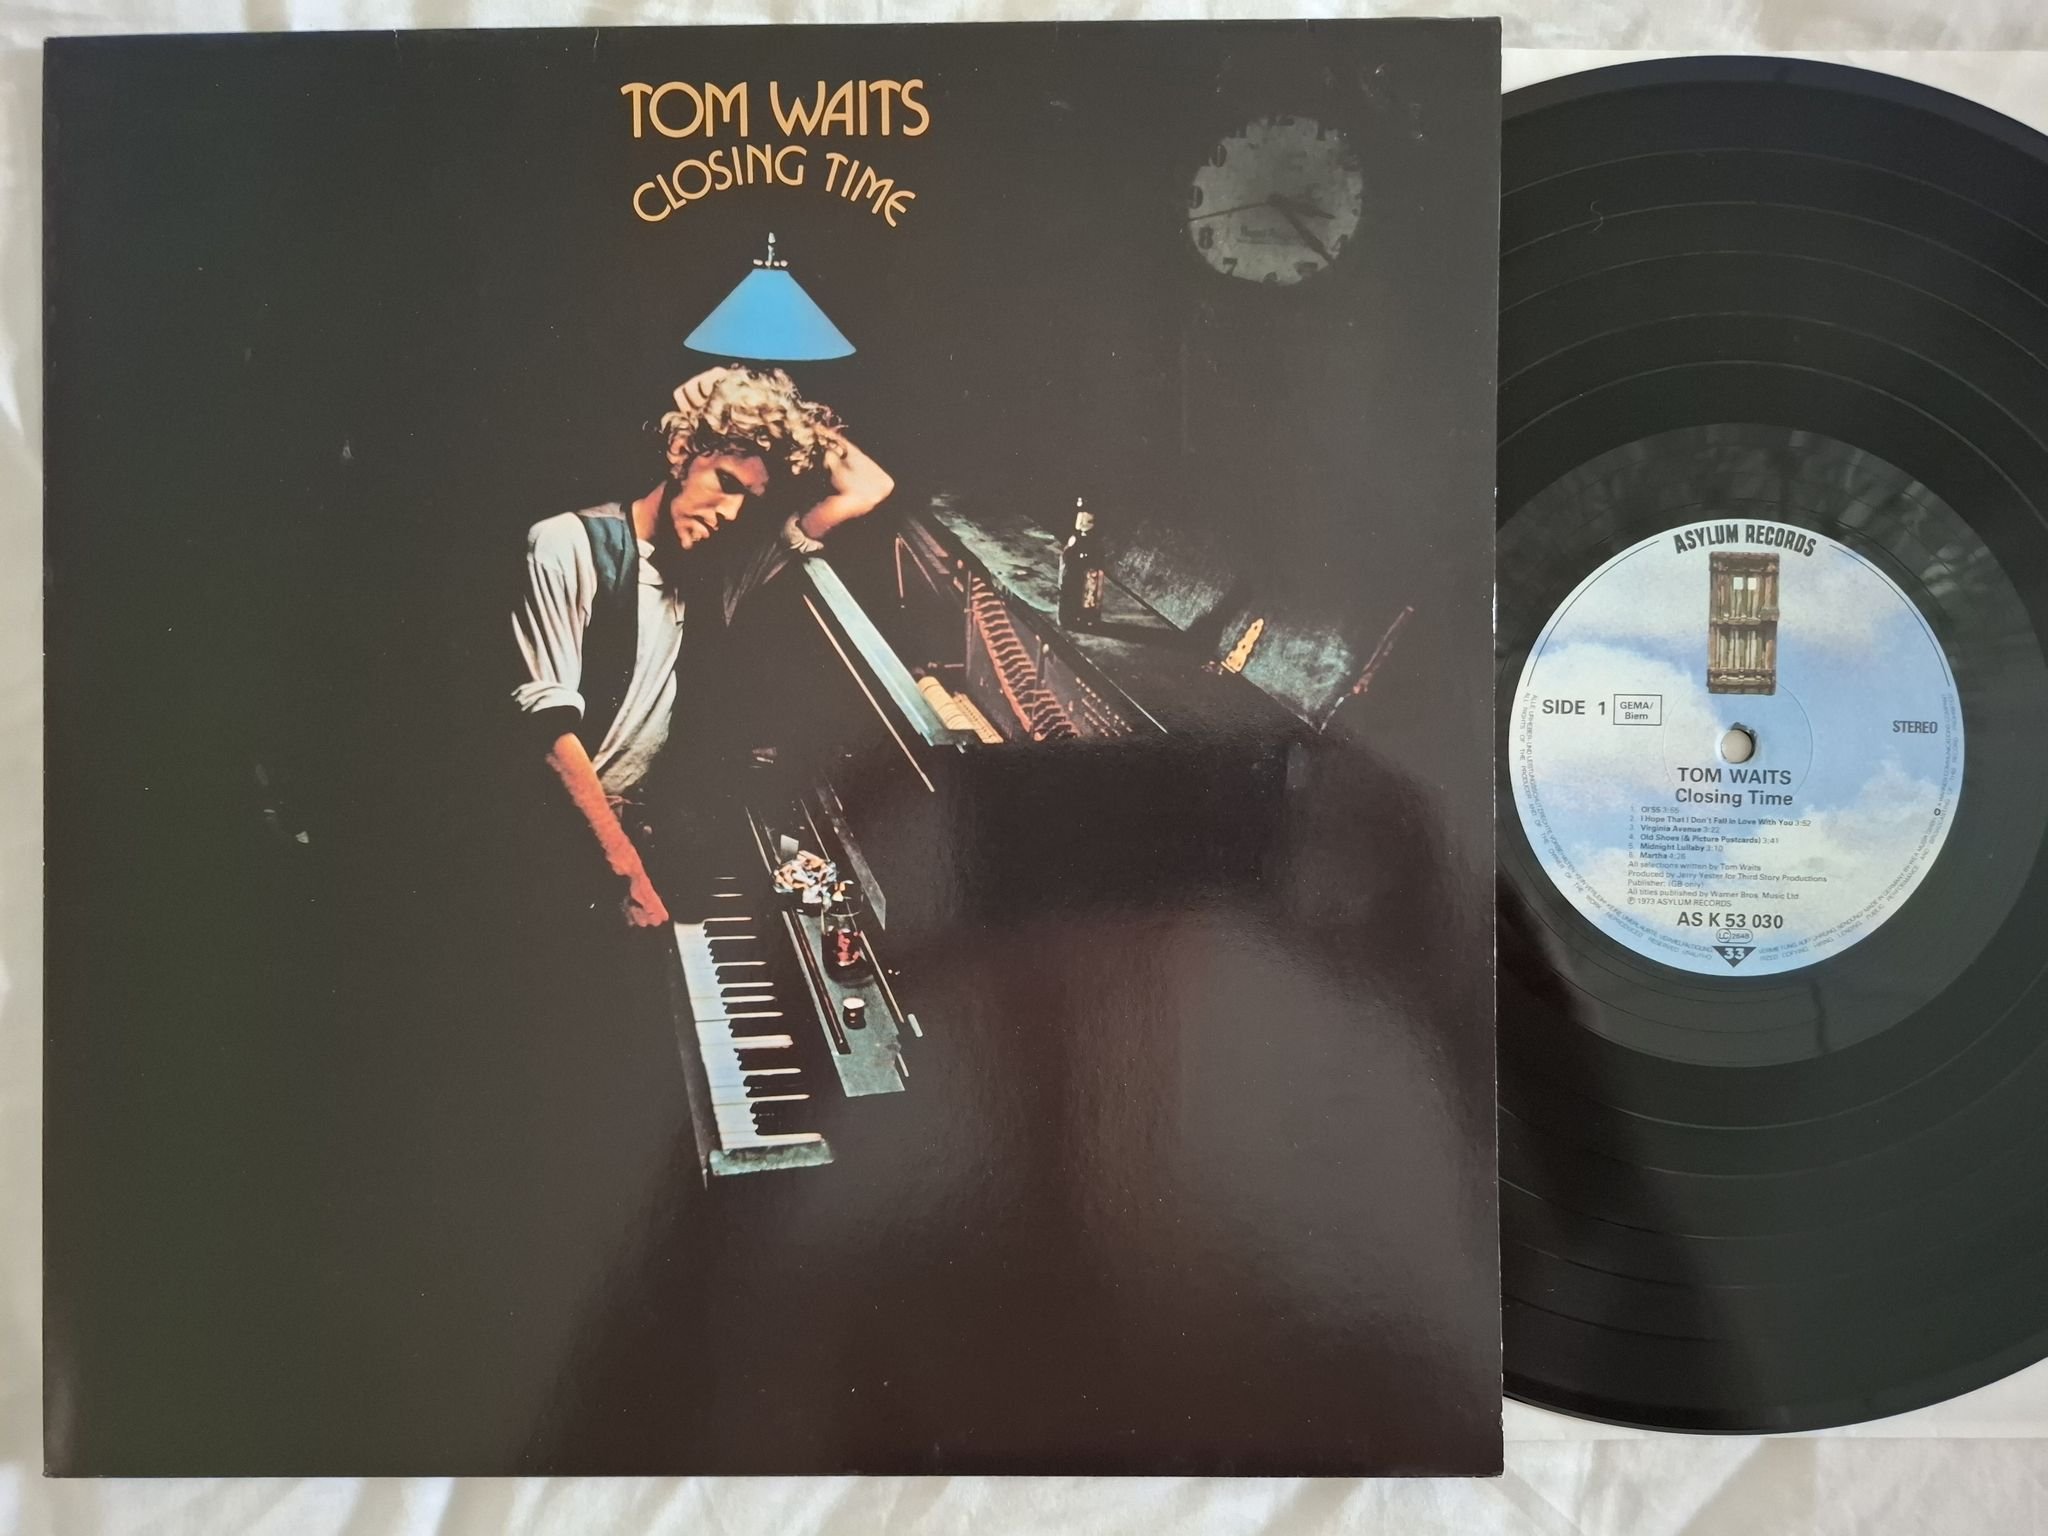 TOM WAITS
CLOSING TIME
ASYLUM RECORDS
SIDE 1
GEMA/
Biem
STEREO
TOM WAITS
Closing Time
1. Ol'55 3:55
2. I Hope That I Don't Fall In Love With You 3:52
3. Virginia Avenue 3:22
4. Old Shoes (& Picture Postcards) 3:41
5. Midnight Lullaby 3:10
6. Martha 4:26
All selections written by Tom Waits
Produced by Jerry Yester for Third Story Productions
Publisher: (GB only)
All titles published by Warner Bros. Music Ltd.
℗ 1973 ASYLUM RECORDS
AS K 53 030
LC 2648
33